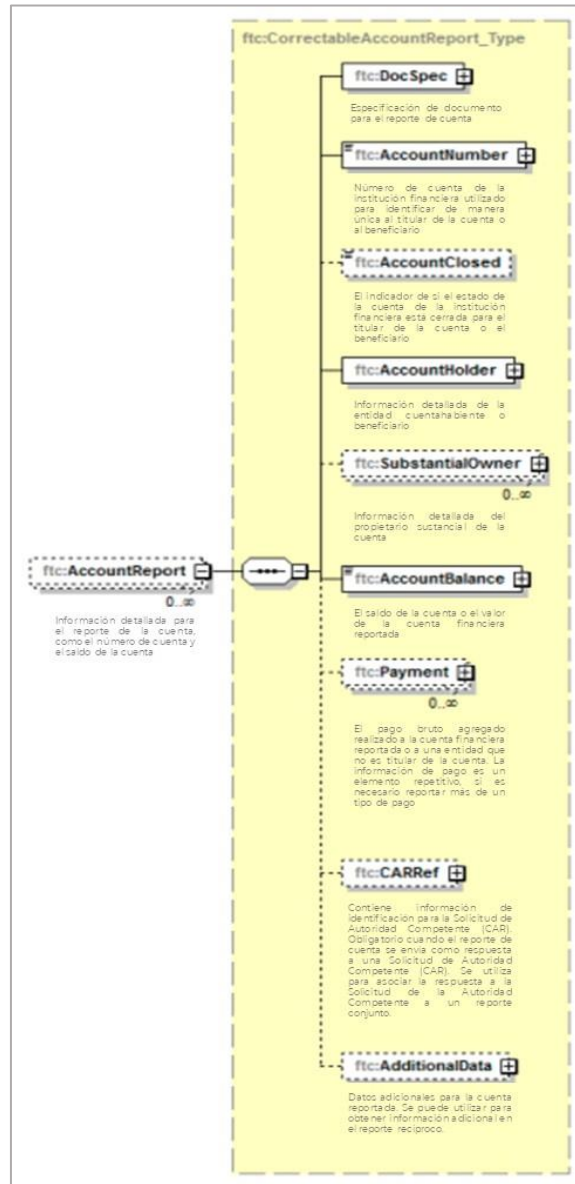 ftc:CorrectableAccountReport_Type
ftc:DocSpec
Especificación de documento
para el reporte de cuenta
ftc:AccountNumber
Número de cuenta de la
institución financiera utilizado
para identificar de manera
única al titular de la cuenta o
al beneficiario
ftc:AccountClosed
El indicador de si el estado de
la cuenta de la institución
financiera está cerrada para el
titular de la cuenta o el
beneficiario
ftc:AccountHolder
Información detallada de la
entidad cuentahabiente o
beneficiario
ftc:SubstantialOwner
0..∞
Información detallada del
propietario sustancial de la
cuenta
ftc:AccountReport
0..∞
Información detallada para
el reporte de la cuenta,
como el número de cuenta y
el saldo de la cuenta
ftc:AccountBalance
El saldo de la cuenta o el valor
de la cuenta financiera
reportada
ftc:Payment
0..∞
El pago bruto agregado
realizado a la cuenta financiera
reportada o a una entidad que
no es titular de la cuenta. La
información de pago es un
elemento repetitivo, si es
necesario reportar más de un
tipo de pago
ftc:CARRef
Contiene información de
identificación para la Solicitud de
Autoridad Competente (CAR).
Obligatorio cuando el reporte de
cuenta se envía como respuesta
a una Solicitud de Autoridad
Competente (CAR). Se utiliza
para asociar la respuesta a la
Solicitud de la Autoridad
Competente a un reporte
conjunto.
ftc:AdditionalData
Datos adicionales para la cuenta
reportada. Se puede utilizar para
obtener información adicional en
el reporte recíproco.